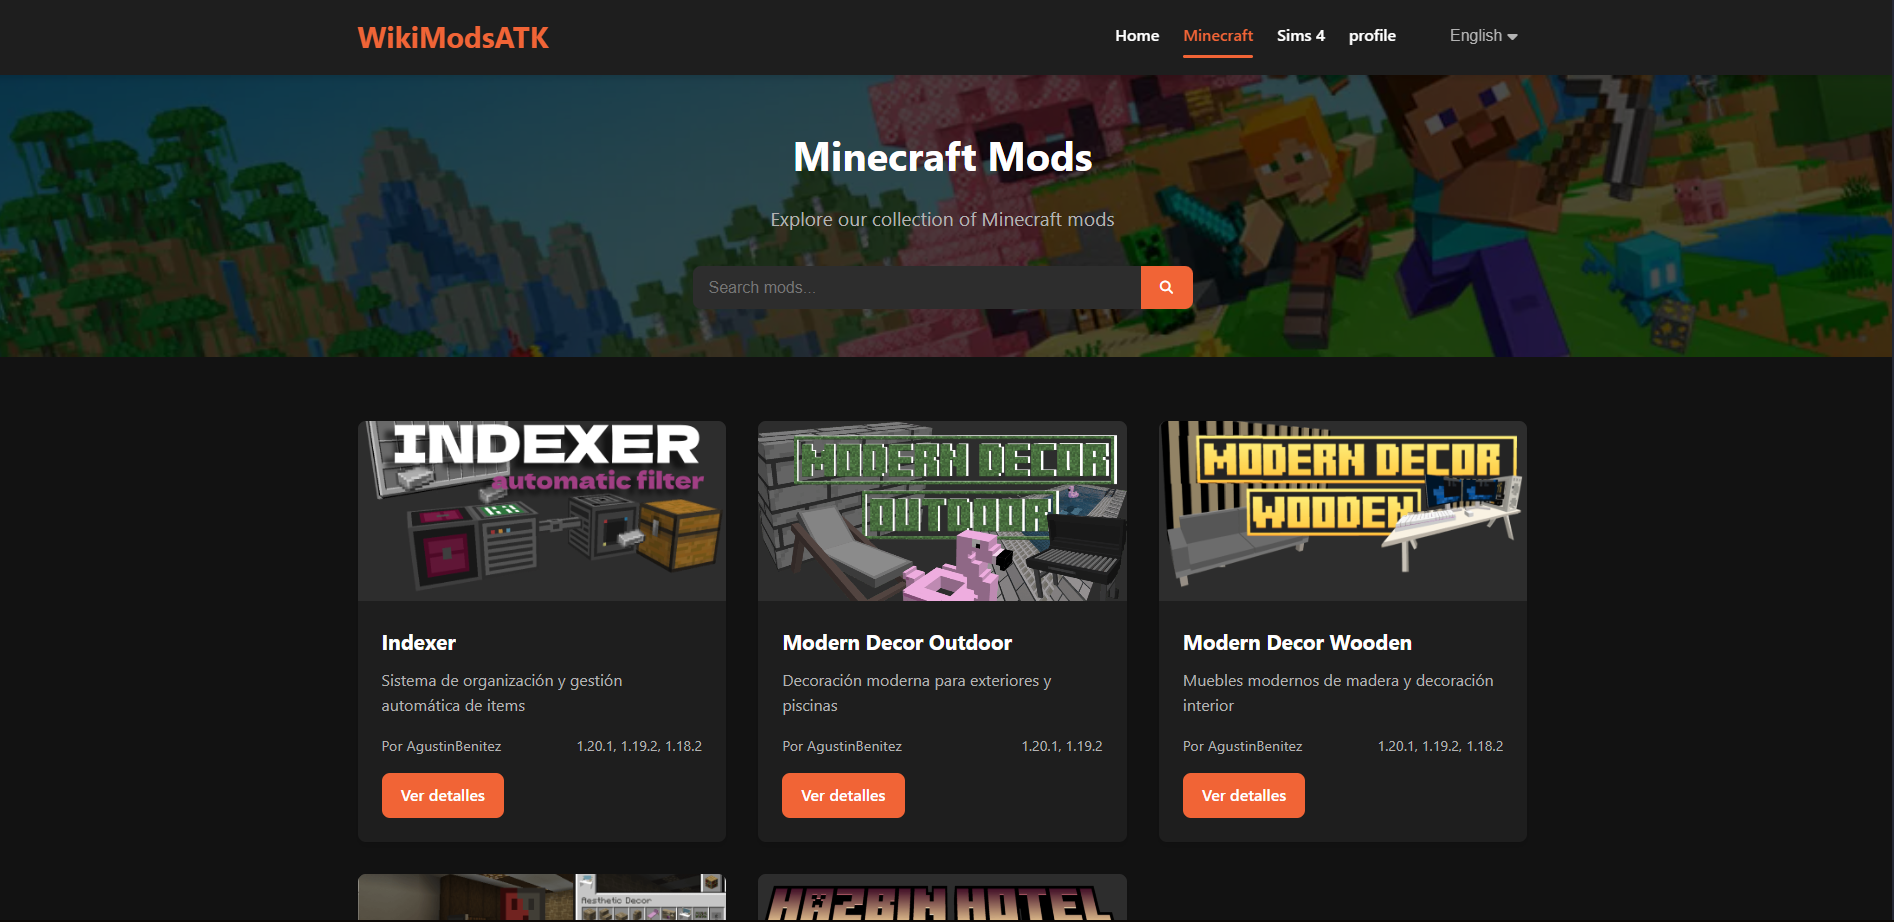 WikiModsATK
Home Minecraft Sims 4 profile English
Minecraft Mods
Explore our collection of Minecraft mods
Search mods...
INDEXER
automatic filter
MODERN DECOR
OUTDOOR
MODERN DECOR
WOODEN
Indexer
Sistema de organización y gestión
automática de items
Por AgustinBenitez 1.20.1, 1.19.2, 1.18.2
Ver detalles
Modern Decor Outdoor
Decoración moderna para exteriores y
piscinas
Por AgustinBenitez 1.20.1, 1.19.2
Ver detalles
Modern Decor Wooden
Muebles modernos de madera y decoración
interior
Por AgustinBenitez 1.20.1, 1.19.2, 1.18.2
Ver detalles
Aesthetic Decor
HAZBIN HOTEL